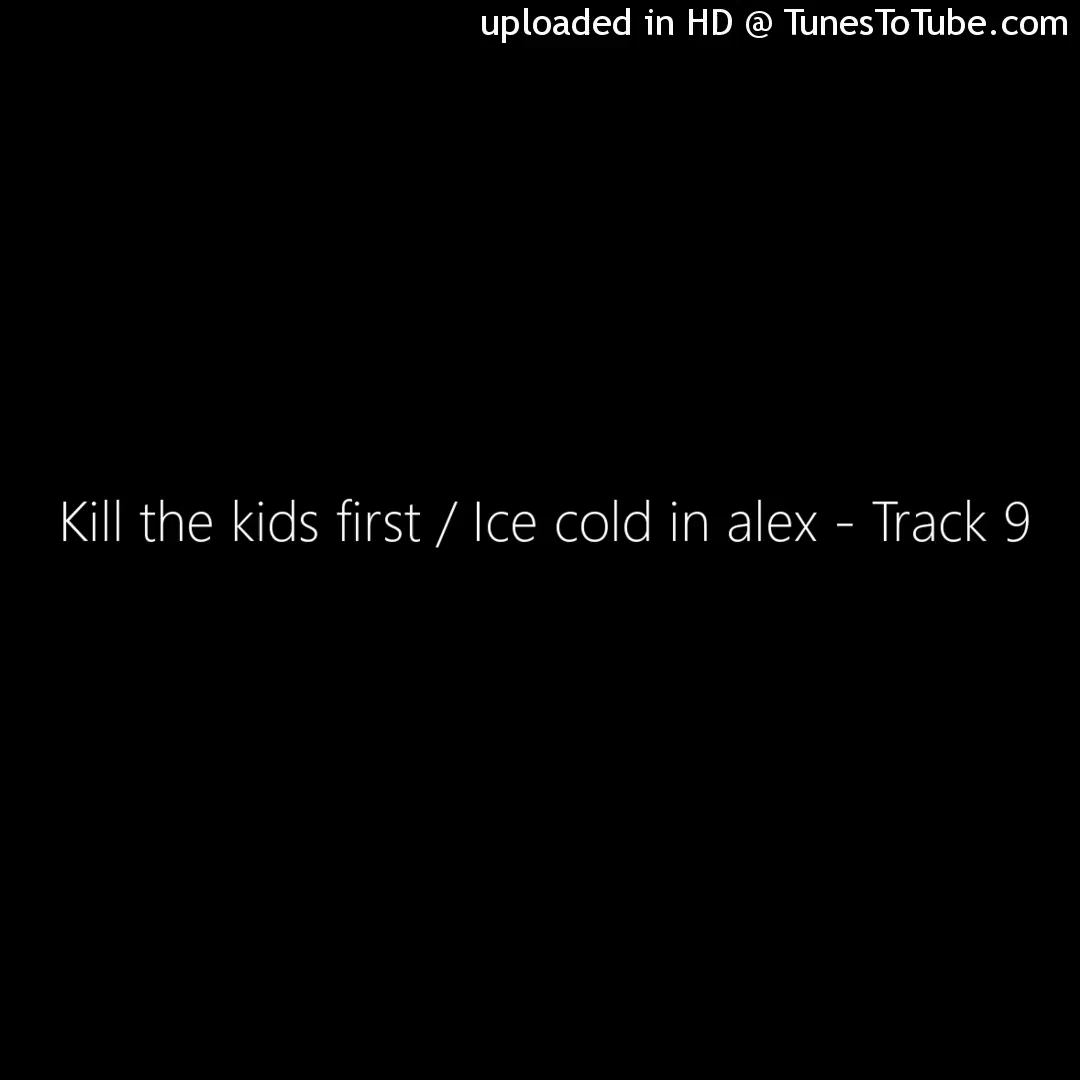 uploaded in HD @ TunesToTube.com
Kill the kids first / Ice cold in alex - Track 9